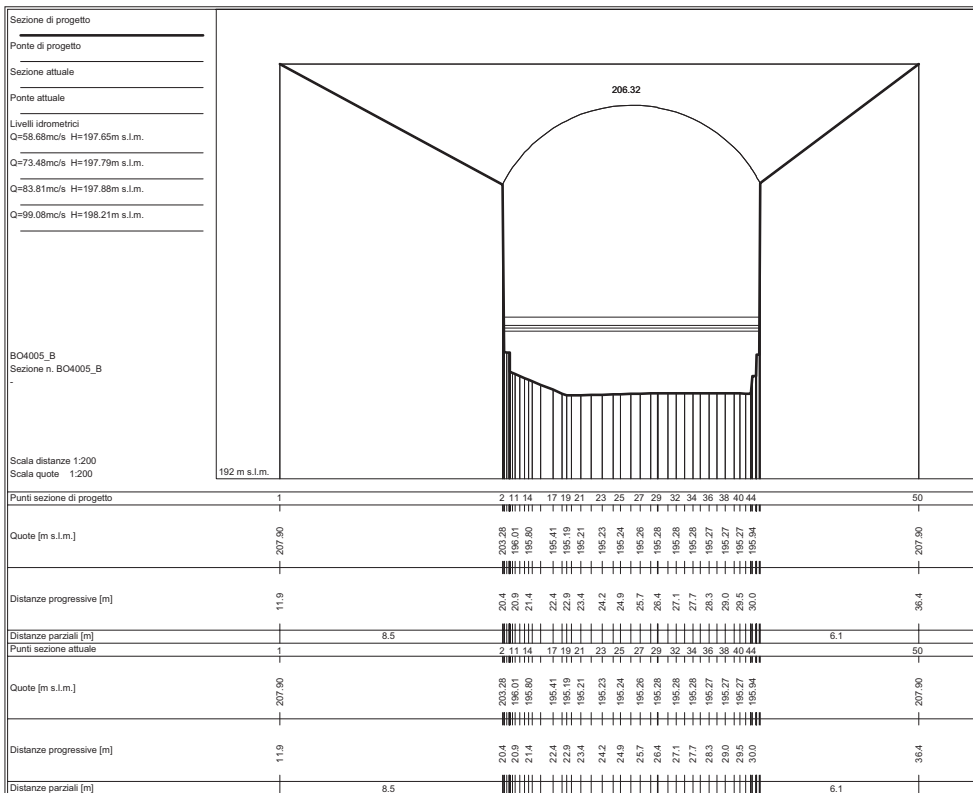 Sezione di progetto
Ponte di progetto
Sezione attuale
Ponte attuale
Livelli idrometrici
Q=58.68mc/s H=197.65m s.l.m.
Q=73.48mc/s H=197.79m s.l.m.
Q=83.81mc/s H=197.88m s.l.m.
Q=99.08mc/s H=198.21m s.l.m.
206.32
BO4005_B
Sezione n. BO4005_B
-
Scala distanze 1:200
Scala quote 1:200
192 m s.l.m.
Punti sezione di progetto 1 2 11 14 17 19 21 23 25 27 29 32 34 36 38 40 44 50
Quote [m s.l.m.] 207.90 203.28 196.01 195.80 195.41 195.19 195.21 195.23 195.24 195.26 195.28 195.28 195.28 195.27 195.27 195.27 195.94 207.90
Distanze progressive [m] 11.9 20.4 20.9 21.4 22.4 22.9 23.4 24.2 24.9 25.7 26.4 27.1 27.7 28.3 29.0 29.5 30.0 36.4
Distanze parziali [m] 8.5 6.1
Punti sezione attuale 1 2 11 14 17 19 21 23 25 27 29 32 34 36 38 40 44 50
Quote [m s.l.m.] 207.90 203.28 196.01 195.80 195.41 195.19 195.21 195.23 195.24 195.26 195.28 195.28 195.28 195.27 195.27 195.27 195.94 207.90
Distanze progressive [m] 11.9 20.4 20.9 21.4 22.4 22.9 23.4 24.2 24.9 25.7 26.4 27.1 27.7 28.3 29.0 29.5 30.0 36.4
Distanze parziali [m] 8.5 6.1